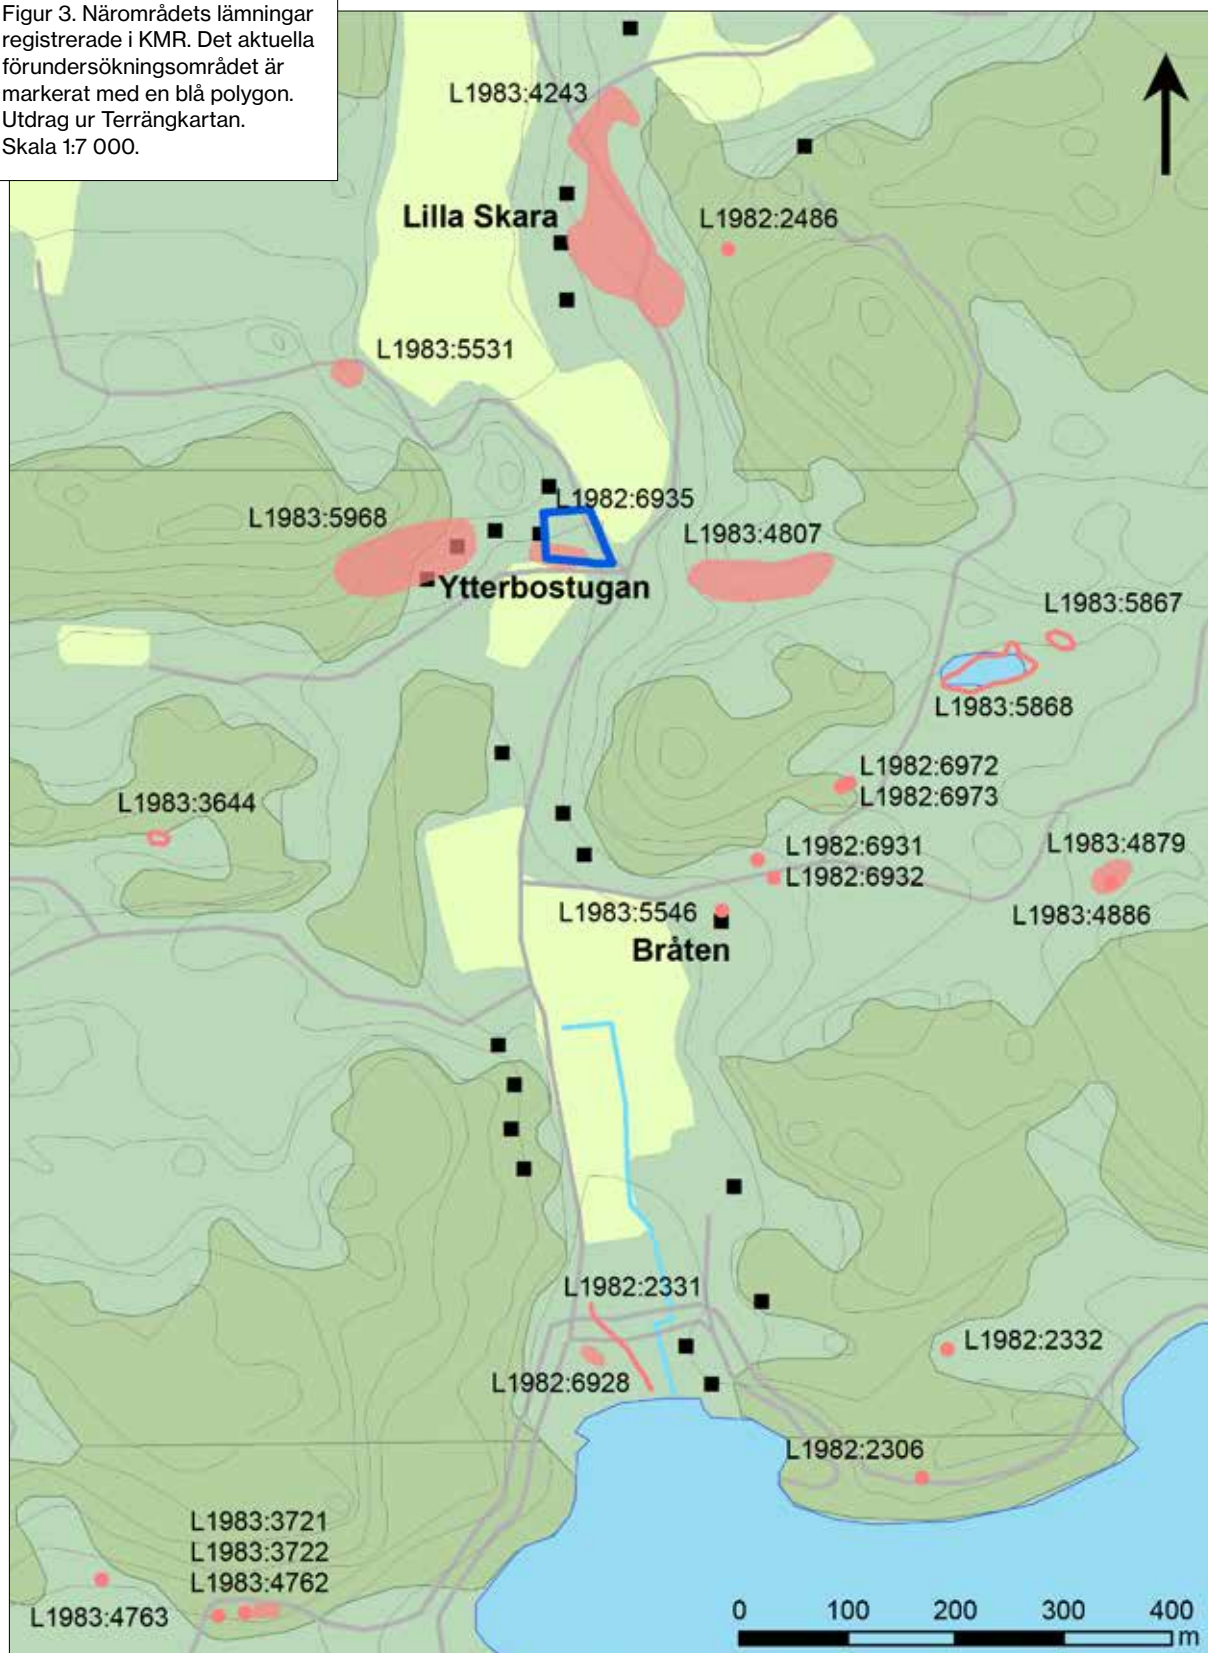 Figur 3. Närområdets lämningar
registrerade i KMR. Det aktuella
förundersökningsområdet är
markerat med en blå polygon.
Utdrag ur Terrängkartan.
Skala 1:7 000.
L1983:4243
Lilla Skara
L1982:2486
L1983:5531
L1982:6935
L1983:5968
L1983:4807
Ytterbostugan
L1983:5867
L1983:5868
L1982:6972
L1982:6973
L1983:3644
L1982:6931
L1983:4879
L1982:6932
L1983:5546
L1983:4886
Bråten
L1982:2331
L1982:2332
L1982:6928
L1982:2306
L1983:3721
L1983:3722
L1983:4762
L1983:4763
0 100 200 300 400
m